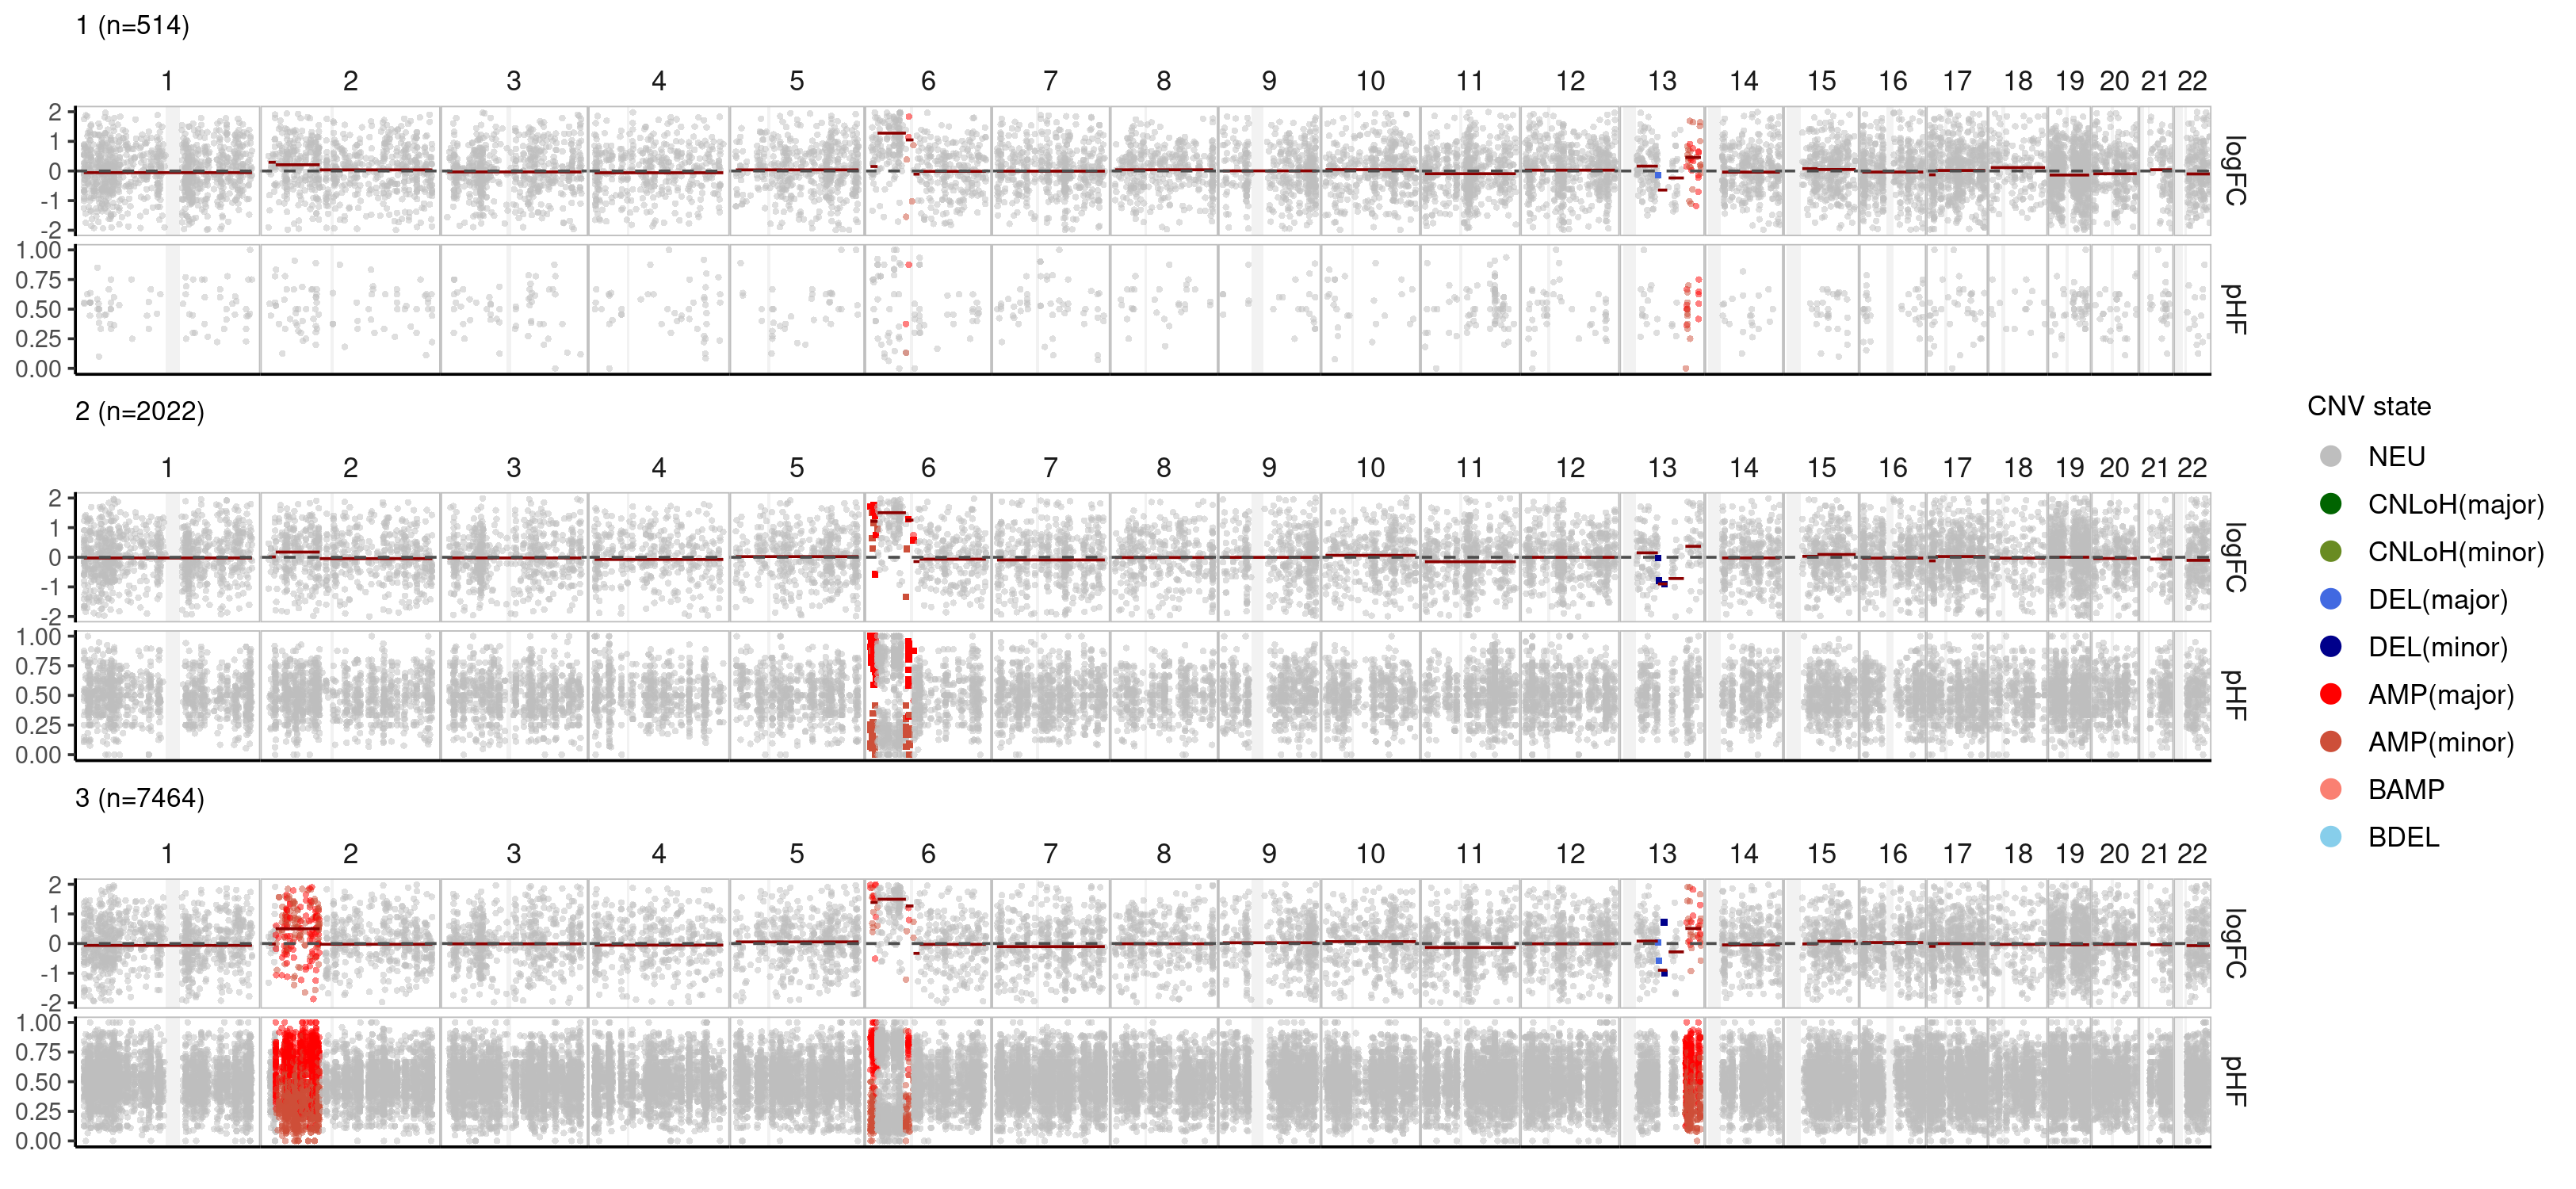 1 (n=514)
1 2 3 4 5 6 7 8 9 10 11 12 13 14 15 16 17 18 19 20 21 22
2
1
0
-1
-2
logFC
1.00
0.75
0.50
0.25
0.00
pHF
2 (n=2022)
1 2 3 4 5 6 7 8 9 10 11 12 13 14 15 16 17 18 19 20 21 22
2
1
0
-1
-2
logFC
1.00
0.75
0.50
0.25
0.00
pHF
3 (n=7464)
1 2 3 4 5 6 7 8 9 10 11 12 13 14 15 16 17 18 19 20 21 22
2
1
0
-1
-2
logFC
1.00
0.75
0.50
0.25
0.00
pHF
CNV state
NEU
CNLoH(major)
CNLoH(minor)
DEL(major)
DEL(minor)
AMP(major)
AMP(minor)
BAMP
BDEL